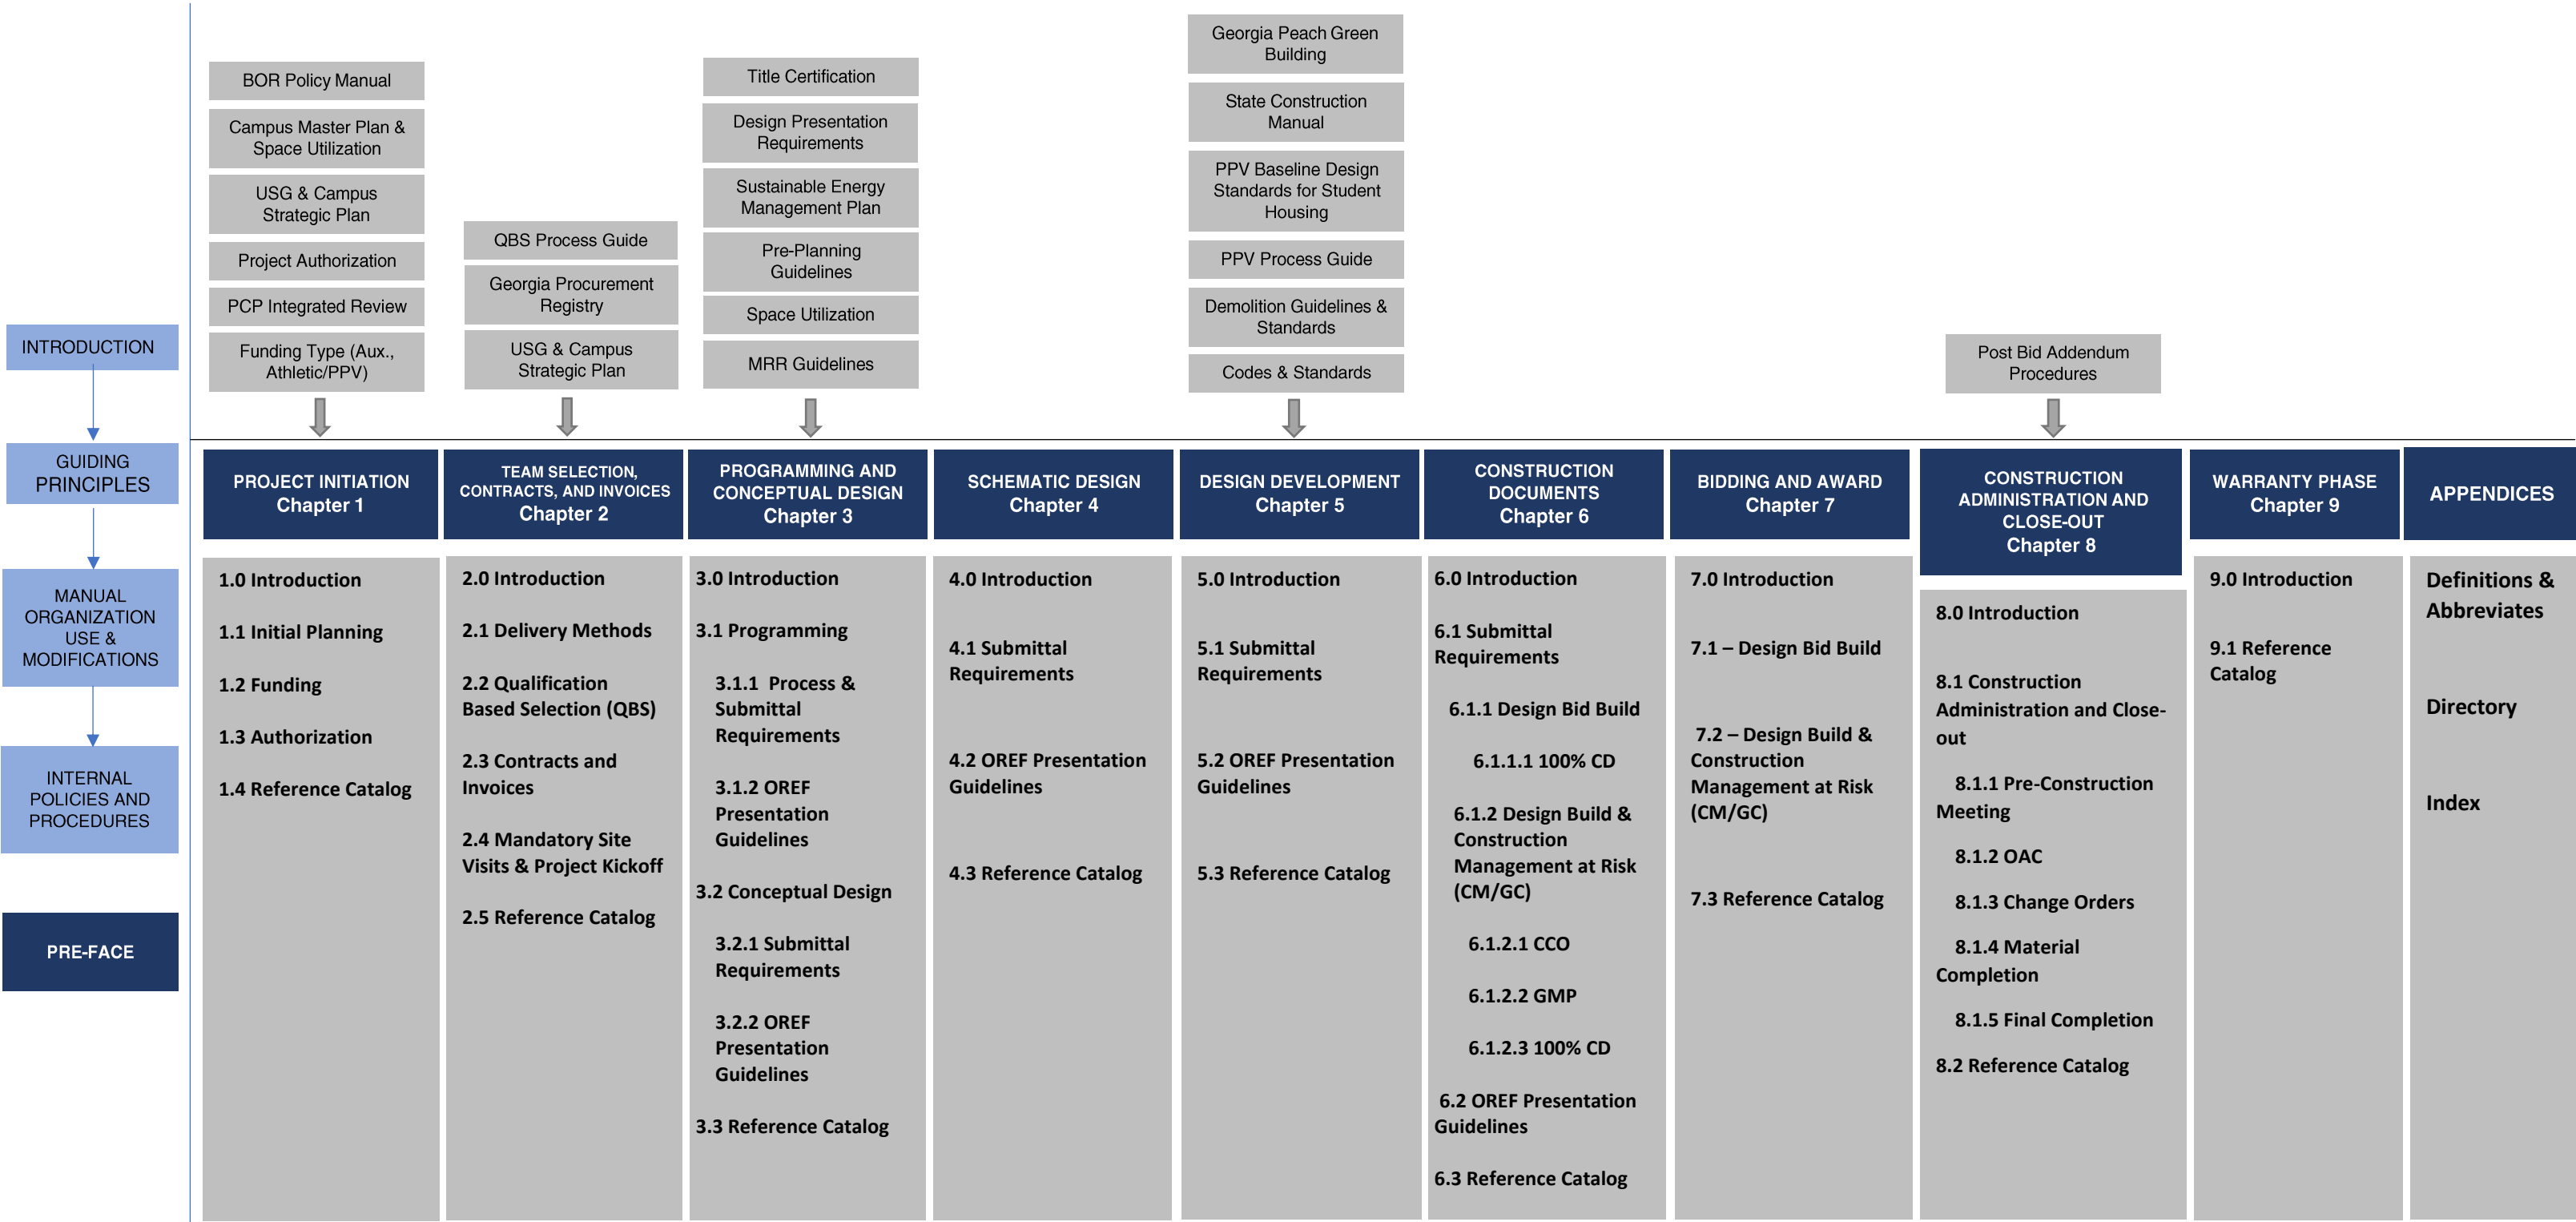 INTRODUCTION
GUIDING
PRINCIPLES
MANUAL
ORGANIZATION
USE &
MODIFICATIONS
INTERNAL
POLICIES AND
PROCEDURES
PRE-FACE
BOR Policy Manual
Campus Master Plan &
Space Utilization
USG & Campus
Strategic Plan
Project Authorization
PCP Integrated Review
Funding Type (Aux.,
Athletic/PPV)
PROJECT INITIATION
Chapter 1
1.0 Introduction
1.1 Initial Planning
1.2 Funding
1.3 Authorization
1.4 Reference Catalog
QBS Process Guide
Georgia Procurement
Registry
USG & Campus
Strategic Plan
TEAM SELECTION,
CONTRACTS, AND INVOICES
Chapter 2
2.0 Introduction
2.1 Delivery Methods
2.2 Qualification
Based Selection (QBS)
2.3 Contracts and
Invoices
2.4 Mandatory Site
Visits & Project Kickoff
2.5 Reference Catalog
Title Certification
Design Presentation
Requirements
Sustainable Energy
Management Plan
Pre-Planning
Guidelines
Space Utilization
MRR Guidelines
PROGRAMMING AND
CONCEPTUAL DESIGN
Chapter 3
3.0 Introduction
3.1 Programming
3.1.1 Process &
Submittal
Requirements
3.1.2 OREF
Presentation
Guidelines
3.2 Conceptual Design
3.2.1 Submittal
Requirements
3.2.2 OREF
Presentation
Guidelines
3.3 Reference Catalog
SCHEMATIC DESIGN
Chapter 4
4.0 Introduction
4.1 Submittal
Requirements
4.2 OREF Presentation
Guidelines
4.3 Reference Catalog
Georgia Peach Green
Building
State Construction
Manual
PPV Baseline Design
Standards for Student
Housing
PPV Process Guide
Demolition Guidelines &
Standards
Codes & Standards
DESIGN DEVELOPMENT
Chapter 5
5.0 Introduction
5.1 Submittal
Requirements
5.2 OREF Presentation
Guidelines
5.3 Reference Catalog
CONSTRUCTION
DOCUMENTS
Chapter 6
6.0 Introduction
6.1 Submittal
Requirements
6.1.1 Design Bid Build
6.1.1.1 100% CD
6.1.2 Design Build &
Construction
Management at Risk
(CM/GC)
6.1.2.1 CCO
6.1.2.2 GMP
6.1.2.3 100% CD
6.2 OREF Presentation
Guidelines
6.3 Reference Catalog
BIDDING AND AWARD
Chapter 7
7.0 Introduction
7.1 – Design Bid Build
7.2 – Design Build &
Construction
Management at Risk
(CM/GC)
7.3 Reference Catalog
Post Bid Addendum
Procedures
CONSTRUCTION
ADMINISTRATION AND
CLOSE-OUT
Chapter 8
8.0 Introduction
8.1 Construction
Administration and Close-
out
8.1.1 Pre-Construction
Meeting
8.1.2 OAC
8.1.3 Change Orders
8.1.4 Material
Completion
8.1.5 Final Completion
8.2 Reference Catalog
WARRANTY PHASE
Chapter 9
9.0 Introduction
9.1 Reference
Catalog
APPENDICES
Definitions &
Abbreviates
Directory
Index